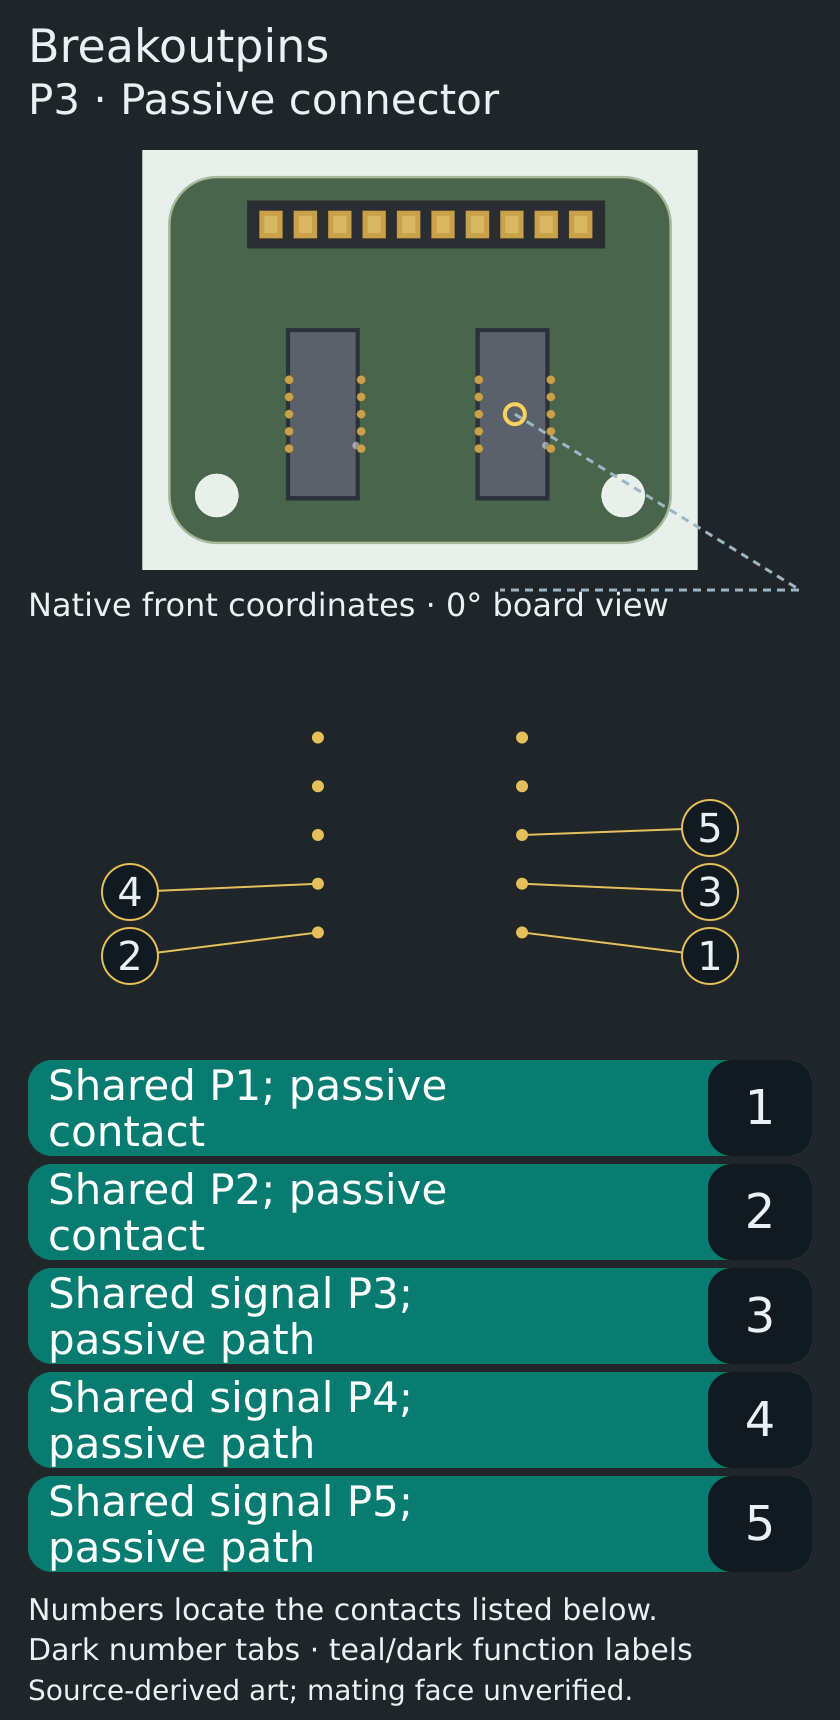 Breakoutpins
P3 · Passive connector
Native front coordinates · 0° board view
5
4
3
2
1
Shared P1; passive
contact
1
Shared P2; passive
contact
2
Shared signal P3;
passive path
3
Shared signal P4;
passive path
4
Shared signal P5;
passive path
5
Numbers locate the contacts listed below.
Dark number tabs · teal/dark function labels
Source-derived art; mating face unverified.